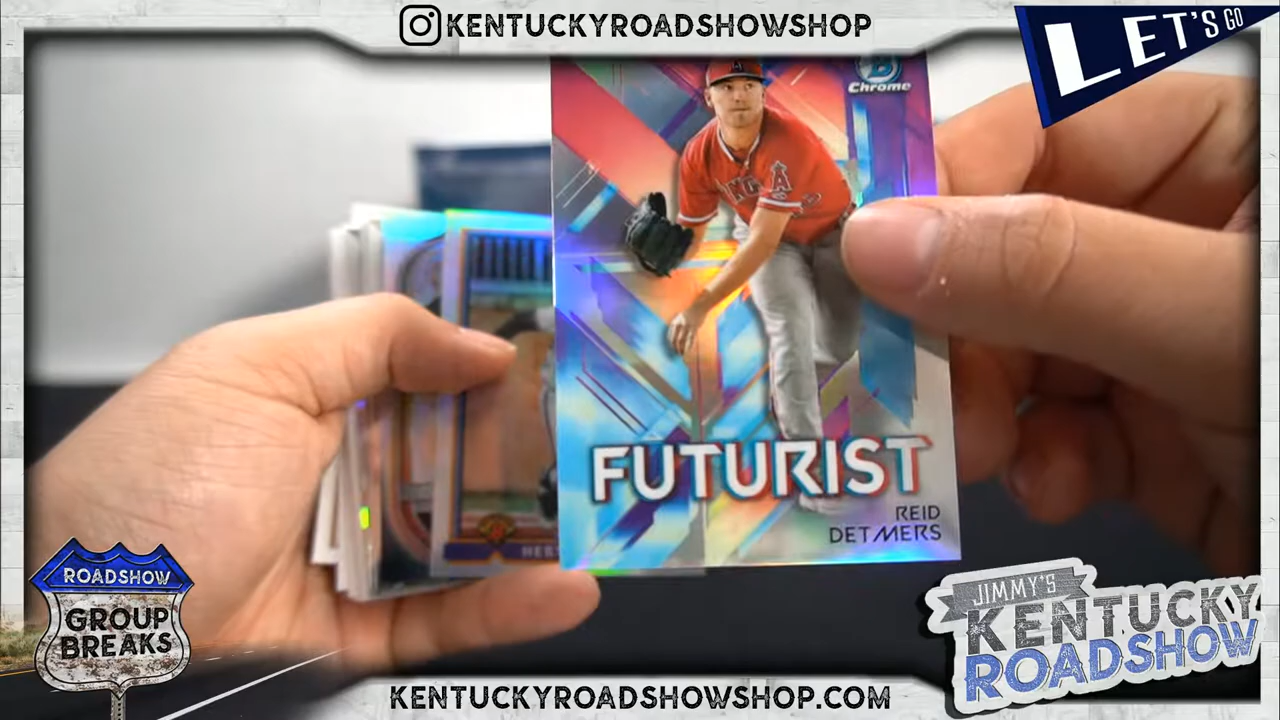 KENTUCKYROADSHOWSHOP
LET'S GO
B
Chrome
A
FUTURIST
REID
DETMERS
ROADSHOW
GROUP
BREAKS
JIMMY'S
KENTUCKY
ROADSHOW
KENTUCKYROADSHOWSHOP.COM